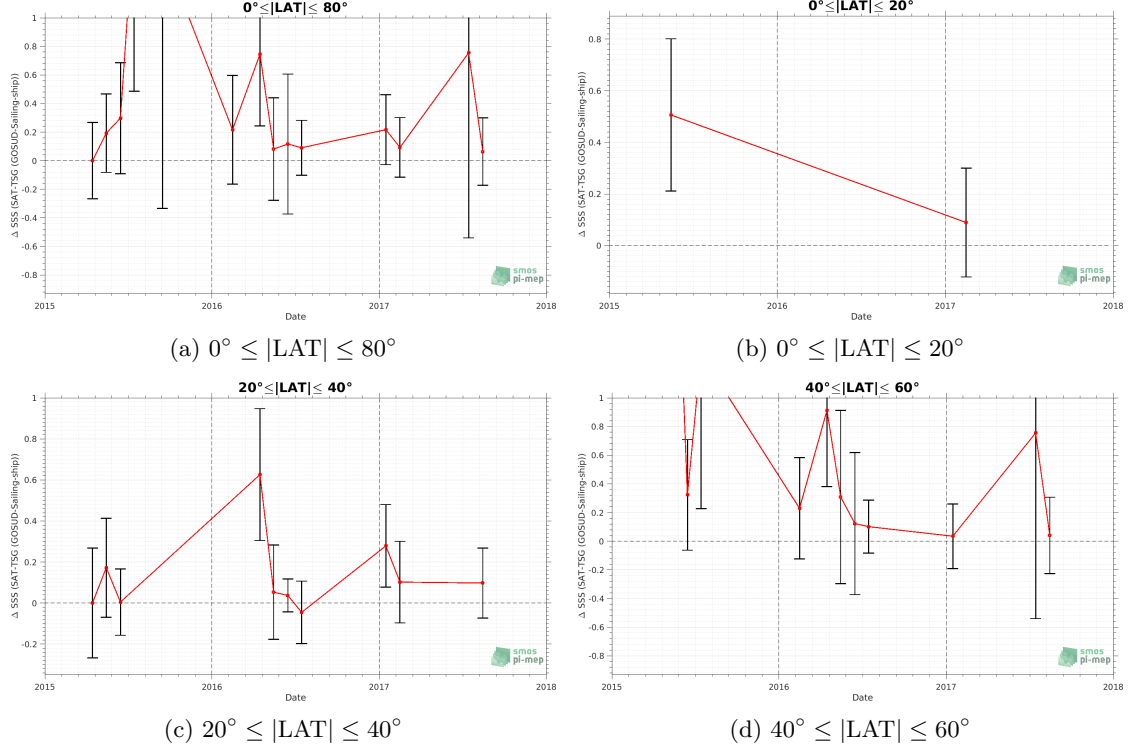 0°≤|LAT|≤ 80°
Δ SSS (SAT-TSG (GOSUD-Sailing-ship))
1
0.8
0.6
0.4
0.2
0
-0.2
-0.4
-0.6
-0.8
2015
2016
2017
2018
Date
smos
pi-mep
(a) 0° ≤ |LAT| ≤ 80°
0°≤|LAT|≤ 20°
Δ SSS (SAT-TSG (GOSUD-Sailing-ship))
0.8
0.6
0.4
0.2
0
2015
2016
2017
2018
Date
smos
pi-mep
(b) 0° ≤ |LAT| ≤ 20°
20°≤|LAT|≤ 40°
Δ SSS (SAT-TSG (GOSUD-Sailing-ship))
1
0.8
0.6
0.4
0.2
0
-0.2
2015
2016
2017
2018
Date
smos
pi-mep
(c) 20° ≤ |LAT| ≤ 40°
40°≤|LAT|≤ 60°
Δ SSS (SAT-TSG (GOSUD-Sailing-ship))
1
0.8
0.6
0.4
0.2
0
-0.2
-0.4
-0.6
-0.8
2015
2016
2017
2018
Date
smos
pi-mep
(d) 40° ≤ |LAT| ≤ 60°